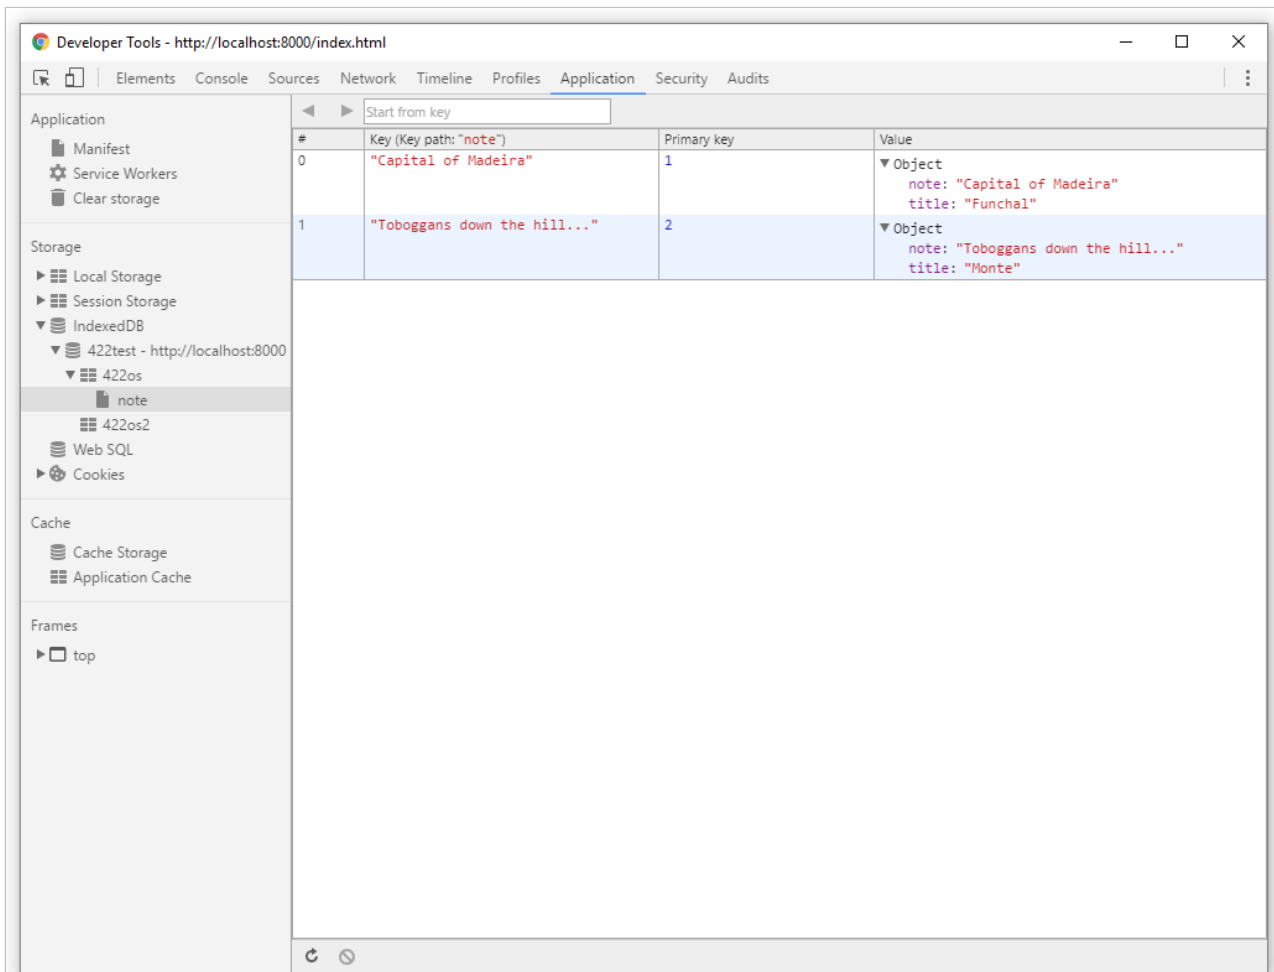 Developer Tools - http://localhost:8000/index.html
Elements Console Sources Network Timeline Profiles Application Security Audits
Application
Manifest
Service Workers
Clear storage
Storage
Local Storage
Session Storage
IndexedDB
422test - http://localhost:8000
422os
note
422os2
Web SQL
Cookies
Cache
Cache Storage
Application Cache
Frames
top
Start from key
# Key (Key path: "note") Primary key Value
0 "Capital of Madeira" 1 Object
note: "Capital of Madeira"
title: "Funchal"
1 "Toboggans down the hill..." 2 Object
note: "Toboggans down the hill..."
title: "Monte"